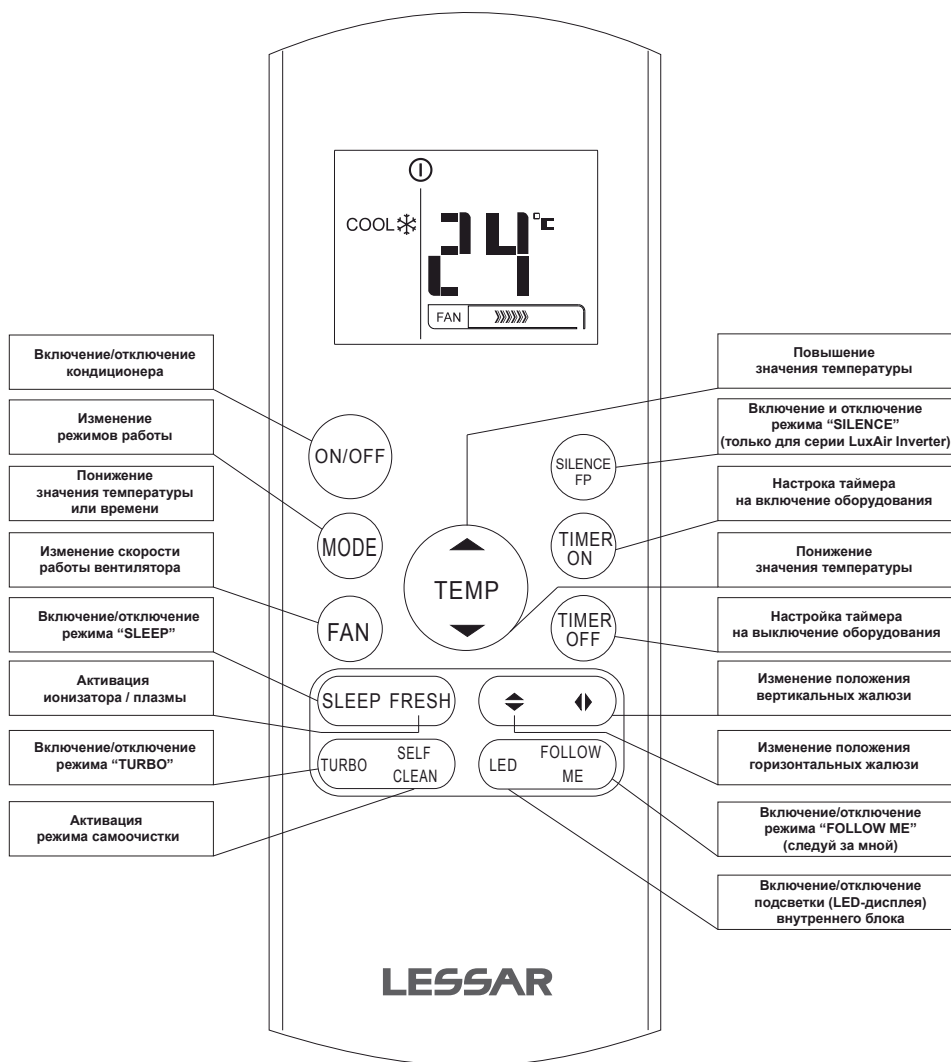 COOL
24°C
FAN
Включение/отключение
кондиционера
Изменение
режимов работы
Понижение
значения температуры
или времени
Изменение скорости
работы вентилятора
Включение/отключение
режима “SLEEP”
Активация
ионизатора / плазмы
Включение/отключение
режима “TURBO”
Активация
режима самоочистки
ON/OFF
MODE
FAN
TEMP
SILENCE
FP
TIMER
ON
TIMER
OFF
SLEEP FRESH
TURBO
SELF
CLEAN
LED
FOLLOW
ME
Повышение
значения температуры
Включение и отключение
режима “SILENCE”
(только для серии LuxAir Inverter)
Настрока таймера
на включение оборудования
Понижение
значения температуры
Настройка таймера
на выключение оборудования
Изменение положения
вертикальных жалюзи
Изменение положения
горизонтальных жалюзи
Включение/отключение
режима “FOLLOW ME”
(следуй за мной)
Включение/отключение
подсветки (LED-дисплея)
внутреннего блока
LESSAR